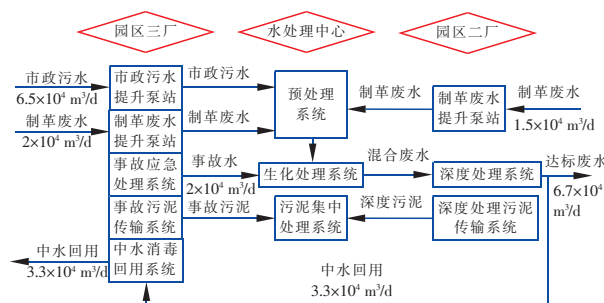 园区三厂
水处理中心
园区二厂
市政污水
6.5×10⁴ m³/d
市政污水
提升泵站
市政污水
预处理
系统
制革废水
2×10⁴ m³/d
制革废水
提升泵站
制革废水
制革废水
制革废水
提升泵站
制革废水
1.5×10⁴ m³/d
事故应急
处理系统
事故水
2×10⁴ m³/d
生化处理系统
混合废水
深度处理系统
达标废水
6.7×10⁴
m³/d
事故污泥
传输系统
事故污泥
污泥集中
处理系统
深度污泥
深度处理污泥
传输系统
中水回用
3.3×10⁴ m³/d
中水消毒
回用系统
中水回用
3.3×10⁴ m³/d